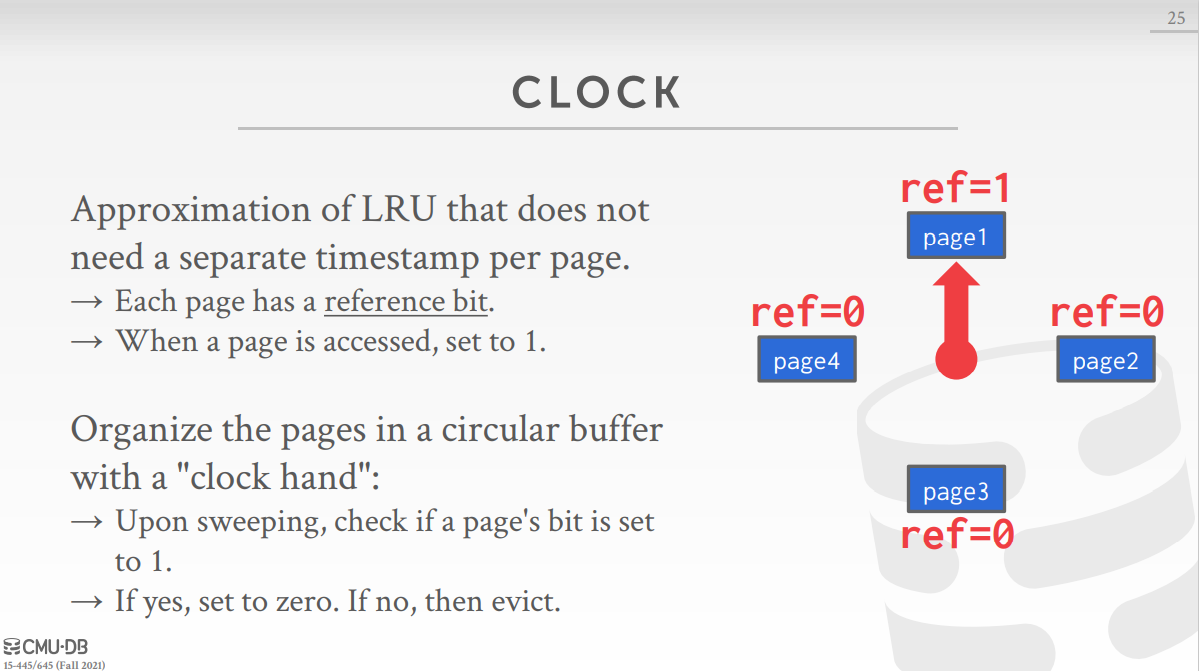 25
CLOCK
Approximation of LRU that does not
need a separate timestamp per page.
→ Each page has a reference bit.
→ When a page is accessed, set to 1.
Organize the pages in a circular buffer
with a "clock hand":
→ Upon sweeping, check if a page's bit is set
to 1.
→ If yes, set to zero. If no, then evict.
ref=1
page1
ref=0
page4
ref=0
page2
page3
ref=0
CMU·DB
15-445/645 (Fall 2021)